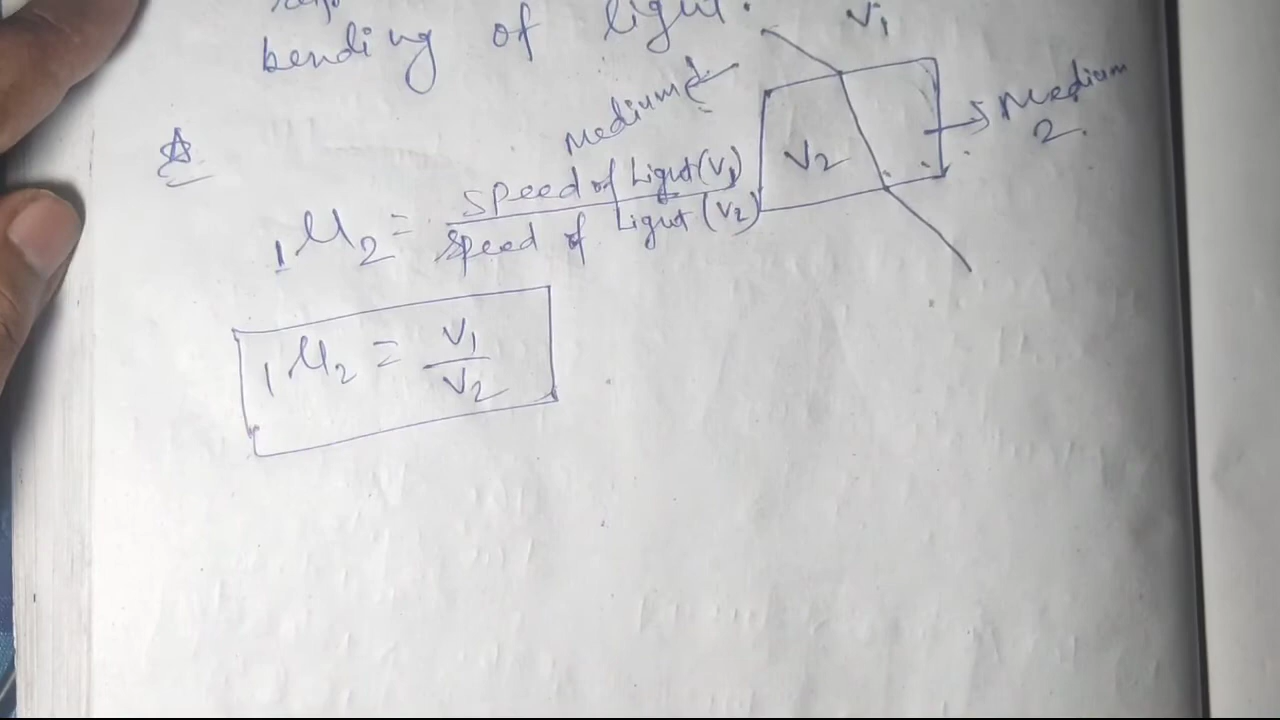 bending of light.
V1
Medium
Medium
2.
V2
1μ2 = speed of Light (V1)
speed of Light (V2)
1μ2 = V1
V2